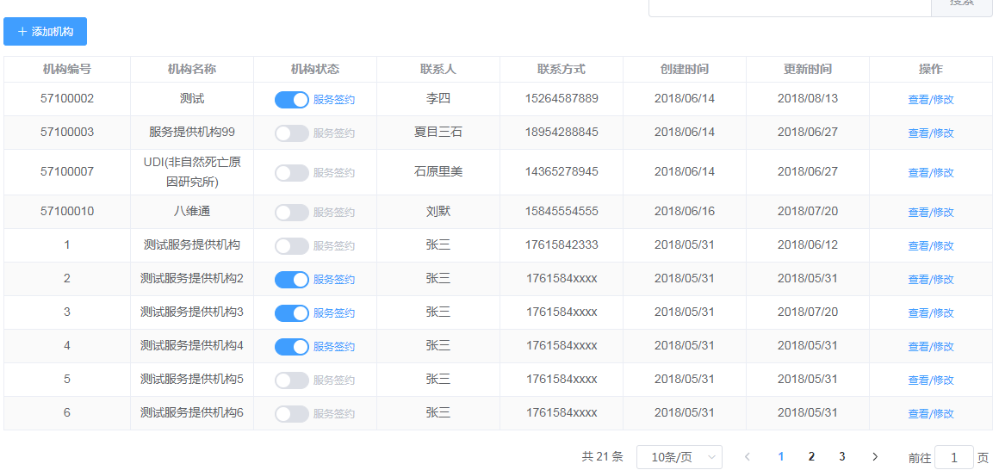 搜索
+ 添加机构
机构编号 机构名称 机构状态 联系人 联系方式 创建时间 更新时间 操作
57100002 测试 服务签约 李四 15264587889 2018/06/14 2018/08/13 查看/修改
57100003 服务提供机构99 服务签约 夏目三石 18954288845 2018/06/14 2018/06/27 查看/修改
57100007 UDI(非自然死亡原
因研究所) 服务签约 石原里美 14365278945 2018/06/14 2018/06/27 查看/修改
57100010 八维通 服务签约 刘默 15845554555 2018/06/16 2018/07/20 查看/修改
1 测试服务提供机构 服务签约 张三 17615842333 2018/05/31 2018/06/12 查看/修改
2 测试服务提供机构2 服务签约 张三 1761584xxxx 2018/05/31 2018/05/31 查看/修改
3 测试服务提供机构3 服务签约 张三 1761584xxxx 2018/05/31 2018/07/20 查看/修改
4 测试服务提供机构4 服务签约 张三 1761584xxxx 2018/05/31 2018/05/31 查看/修改
5 测试服务提供机构5 服务签约 张三 1761584xxxx 2018/05/31 2018/05/31 查看/修改
6 测试服务提供机构6 服务签约 张三 1761584xxxx 2018/05/31 2018/05/31 查看/修改
共 21 条 10条/页 1 2 3 前往 1 页